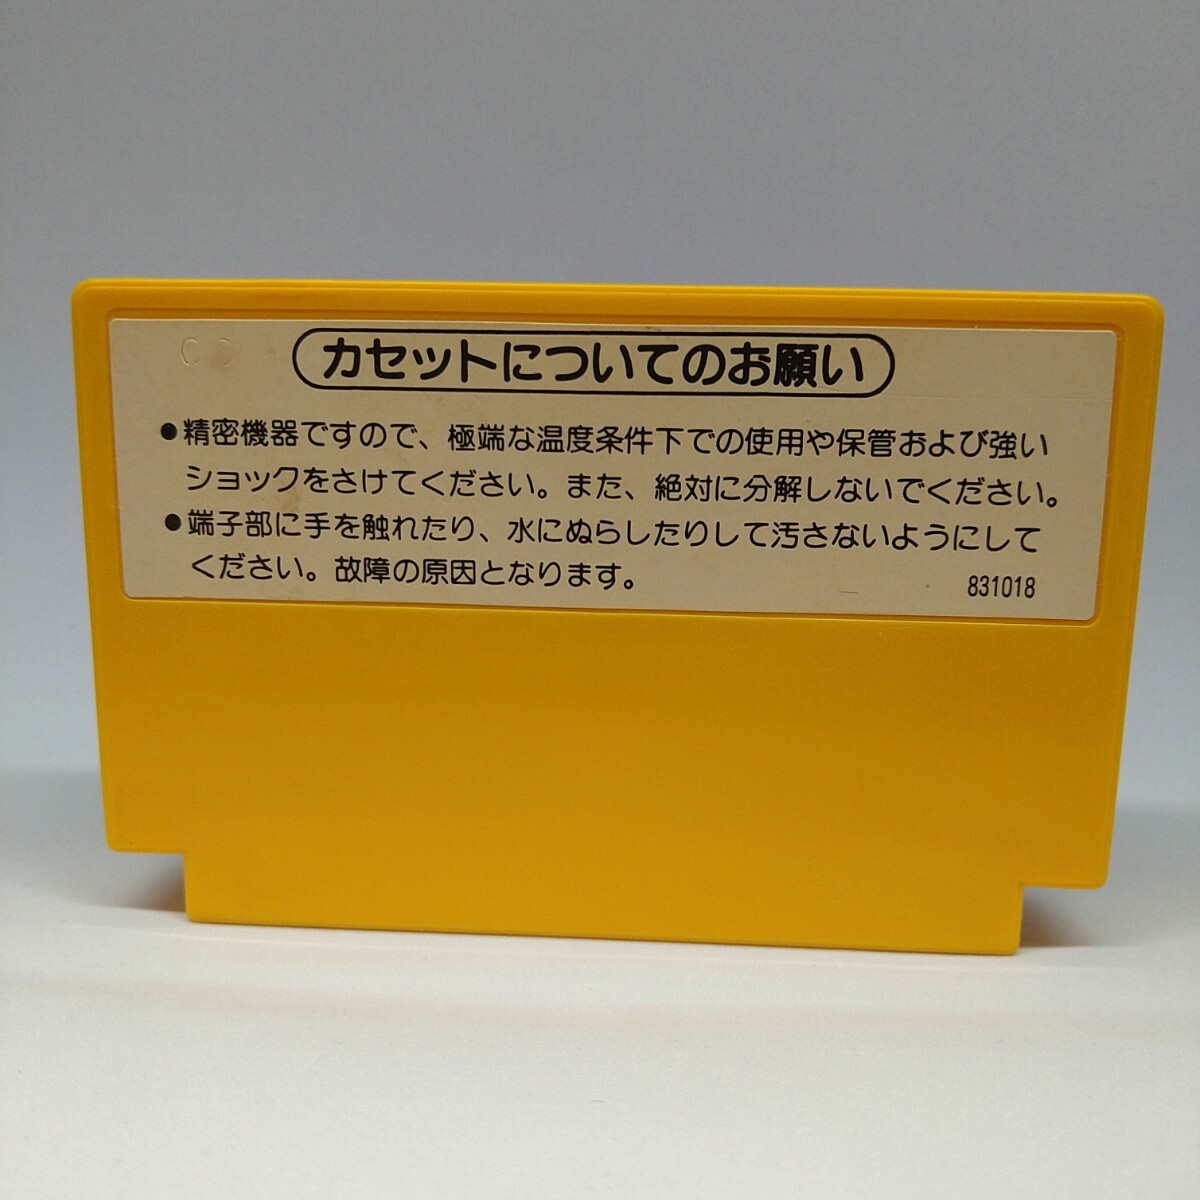 カセットについてのお願い
●精密機器ですので、極端な温度条件下での使用や保管および強い
ショックをさけてください。また、絶対に分解しないでください。
●端子部に手を触れたり、水にぬらしたりして汚さないようにして
ください。故障の原因となります。
831018